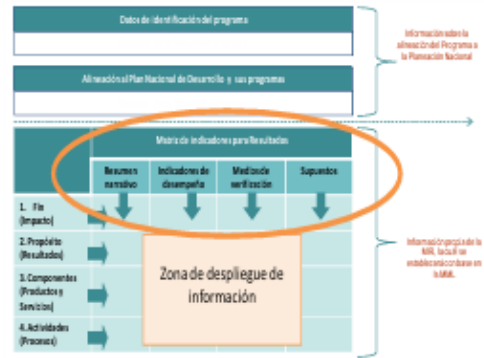 Datos de identificación del programa
Información sobre la
alineación del Programa a
la Planeación Nacional
Alineación al Plan Nacional de Desarrollo y sus programas
Matriz de Indicadores para Resultados
Resumen
narrativo
Indicadores de
desempeño
Medios de
verificación
Supuestos
1. Fin
(Impacto)
2. Propósito
(Resultados)
3. Componentes
(Productos y
Servicios)
4. Actividades
(Procesos)
Zona de despliegue de
información
Información propia de la
MIR, la cual se
establecerá con base en
la MML